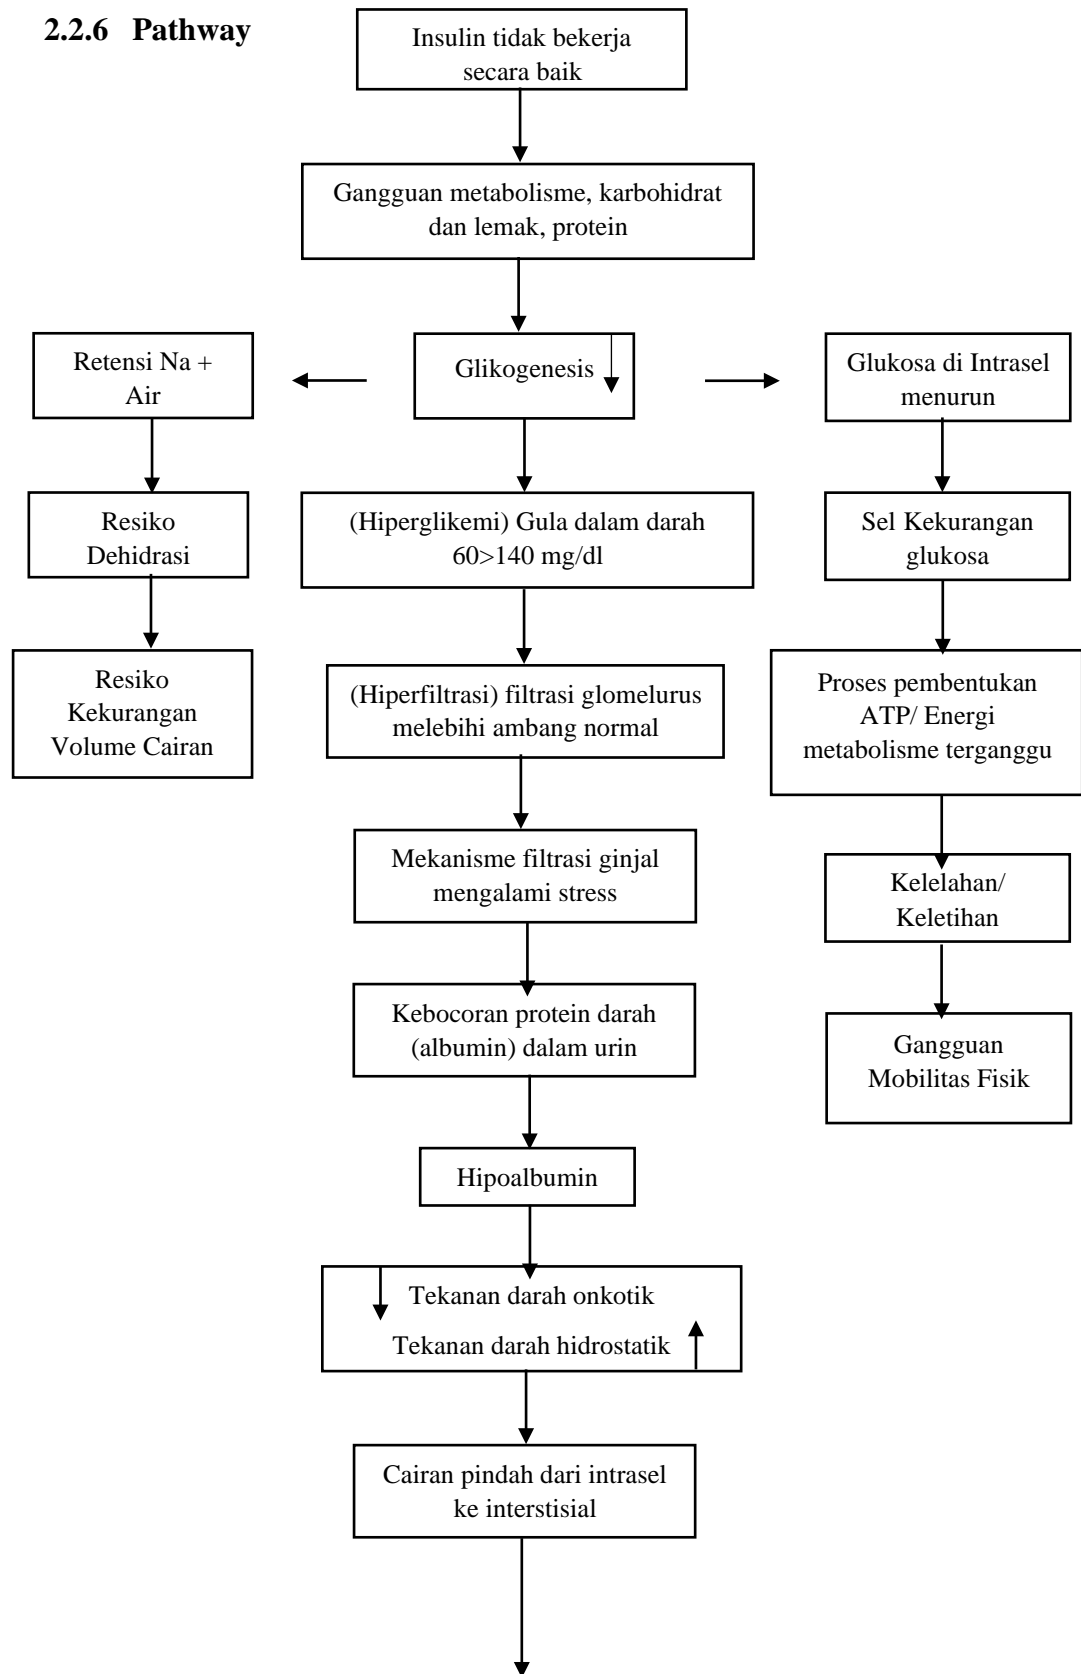 2.2.6 Pathway
Insulin tidak bekerja
secara baik
Gangguan metabolisme, karbohidrat
dan lemak, protein
Retensi Na +
Air
Glikogenesis
Glukosa di Intrasel
menurun
Resiko
Dehidrasi
(Hiperglikemi) Gula dalam darah
60>140 mg/dl
Sel Kekurangan
glukosa
Resiko
Kekurangan
Volume Cairan
(Hiperfiltrasi) filtrasi glomelurus
melebihi ambang normal
Proses pembentukan
ATP/ Energi
metabolisme terganggu
Mekanisme filtrasi ginjal
mengalami stress
Kelelahan/
Keletihan
Kebocoran protein darah
(albumin) dalam urin
Gangguan
Mobilitas Fisik
Hipoalbumin
Tekanan darah onkotik
Tekanan darah hidrostatik
Cairan pindah dari intrasel
ke interstisial